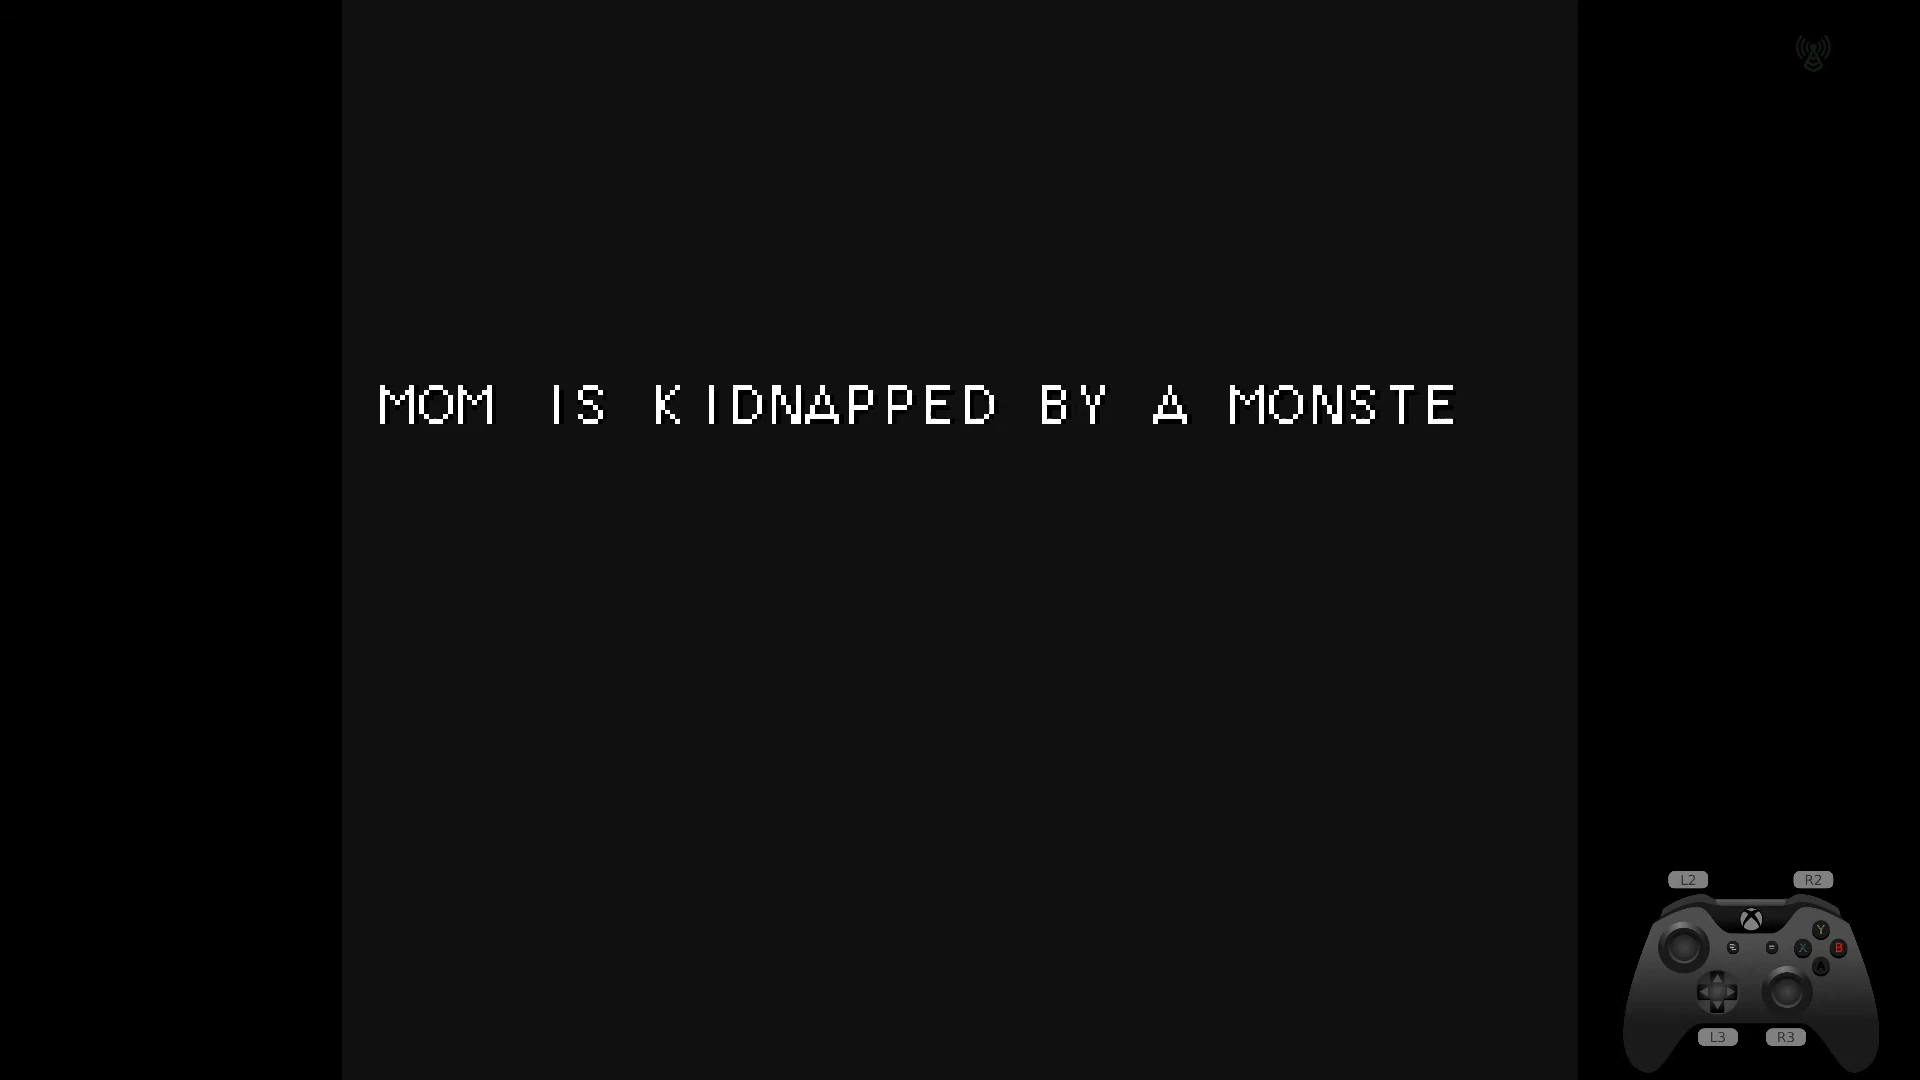 MOM IS KIDNAPPED BY A MONSTE
L2 R2
Y
X B
A
L3 R3